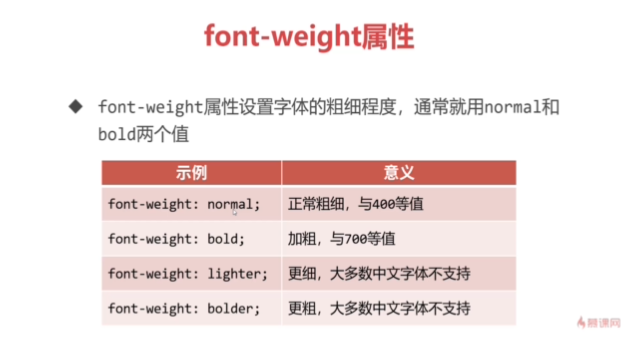 font-weight属性
◆ font-weight属性设置字体的粗细程度，通常就用normal和
bold两个值
示例 意义
font-weight: normal; 正常粗细，与400等值
font-weight: bold; 加粗，与700等值
font-weight: lighter; 更细，大多数中文字体不支持
font-weight: bolder; 更粗，大多数中文字体不支持
慕课网